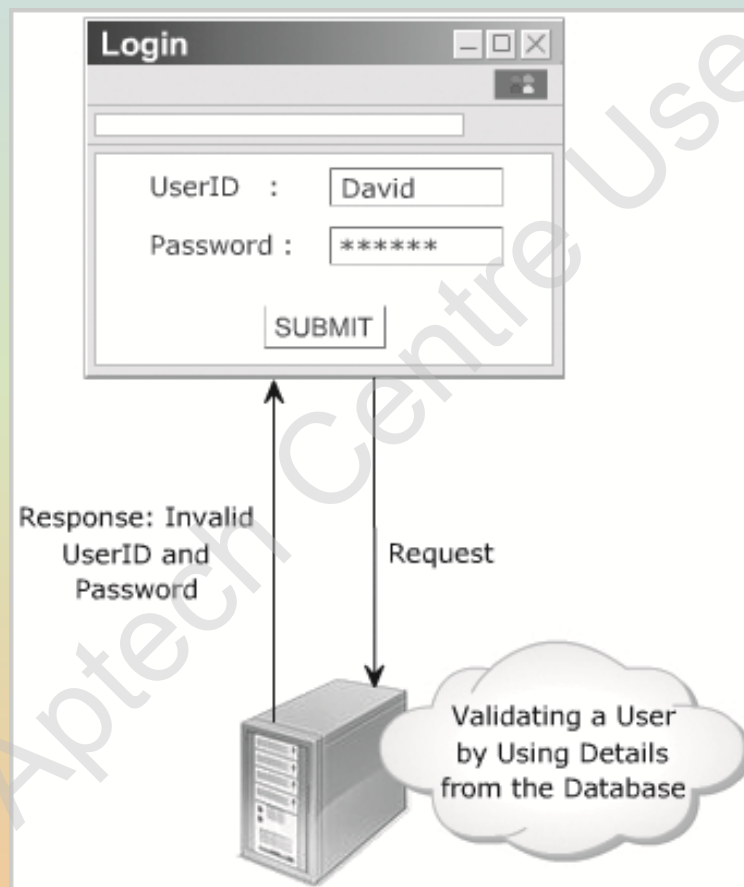 Login
UserID :
David
Password :
******
SUBMIT
Response: Invalid
UserID and
Password
Request
Validating a User
by Using Details
from the Database
Aptech Centre Use